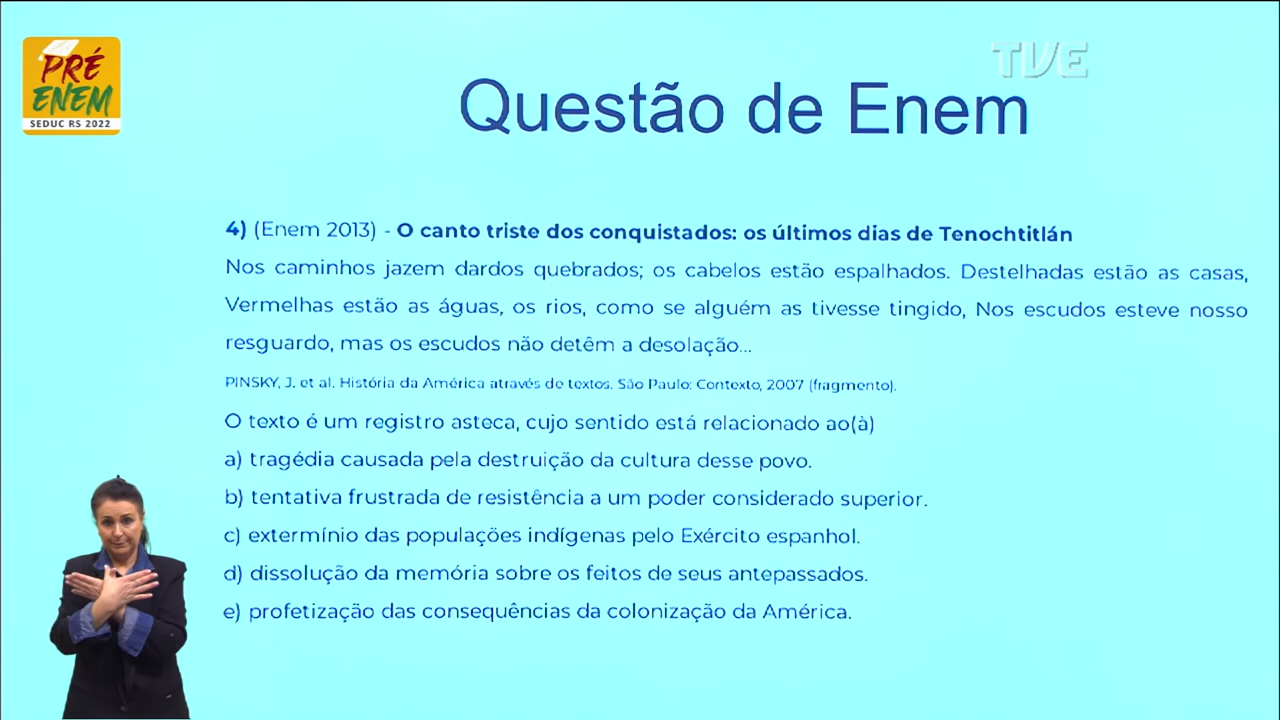 PRÉ
ENEM
SEDUC RS 2022
TVE
Questão de Enem
4) (Enem 2013) - O canto triste dos conquistados: os últimos dias de Tenochtitlán
Nos caminhos jazem dardos quebrados; os cabelos estão espalhados. Destelhadas estão as casas,
Vermelhas estão as águas, os rios, como se alguém as tivesse tingido, Nos escudos esteve nosso
resguardo, mas os escudos não detêm a desolação...
PINSKY, J. et al. História da América através de textos. São Paulo: Contexto, 2007 (fragmento).
O texto é um registro asteca, cujo sentido está relacionado ao(à)
a) tragédia causada pela destruição da cultura desse povo.
b) tentativa frustrada de resistência a um poder considerado superior.
c) extermínio das populações indígenas pelo Exército espanhol.
d) dissolução da memória sobre os feitos de seus antepassados.
e) profetização das consequências da colonização da América.